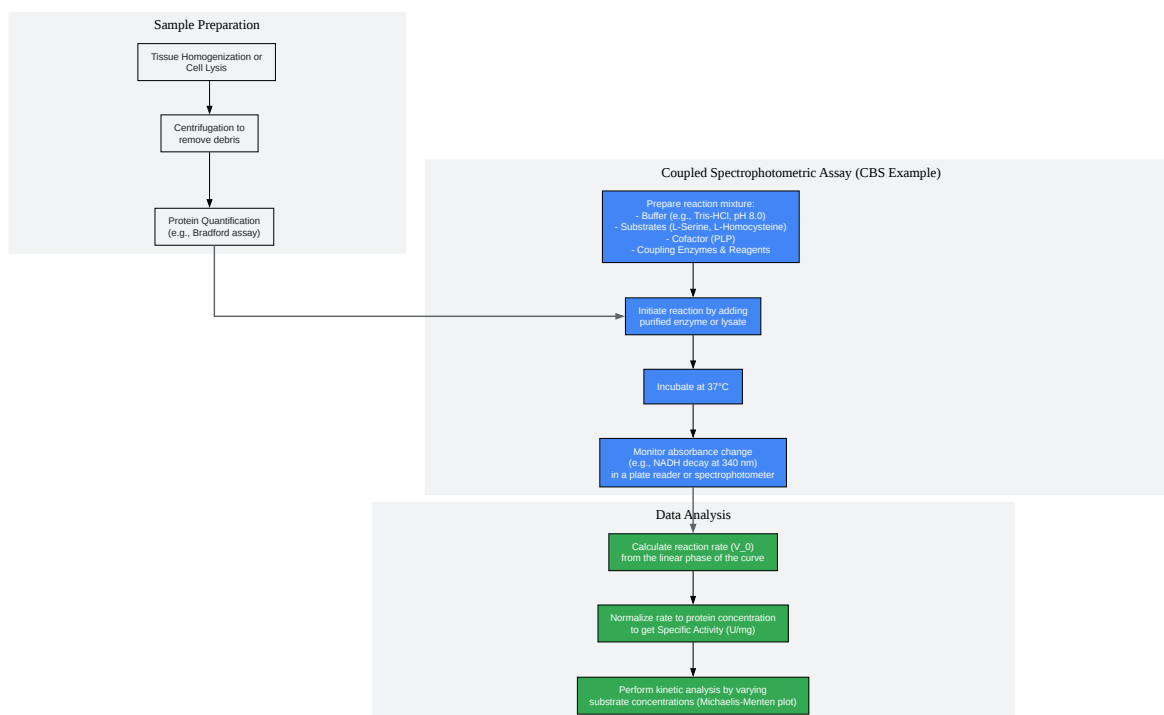 Sample Preparation
Tissue Homogenization or
Cell Lysis
Centrifugation to
remove debris
Protein Quantification
(e.g., Bradford assay)
Coupled Spectrophotometric Assay (CBS Example)
Prepare reaction mixture:
- Buffer (e.g., Tris-HCl, pH 8.0)
- Substrates (L-Serine, L-Homocysteine)
- Cofactor (PLP)
- Coupling Enzymes & Reagents
Initiate reaction by adding
purified enzyme or lysate
Incubate at 37°C
Monitor absorbance change
(e.g., NADH decay at 340 nm)
in a plate reader or spectrophotometer
Data Analysis
Calculate reaction rate (V_0)
from the linear phase of the curve
Normalize rate to protein concentration
to get Specific Activity (U/mg)
Perform kinetic analysis by varying
substrate concentrations (Michaelis-Menten plot)